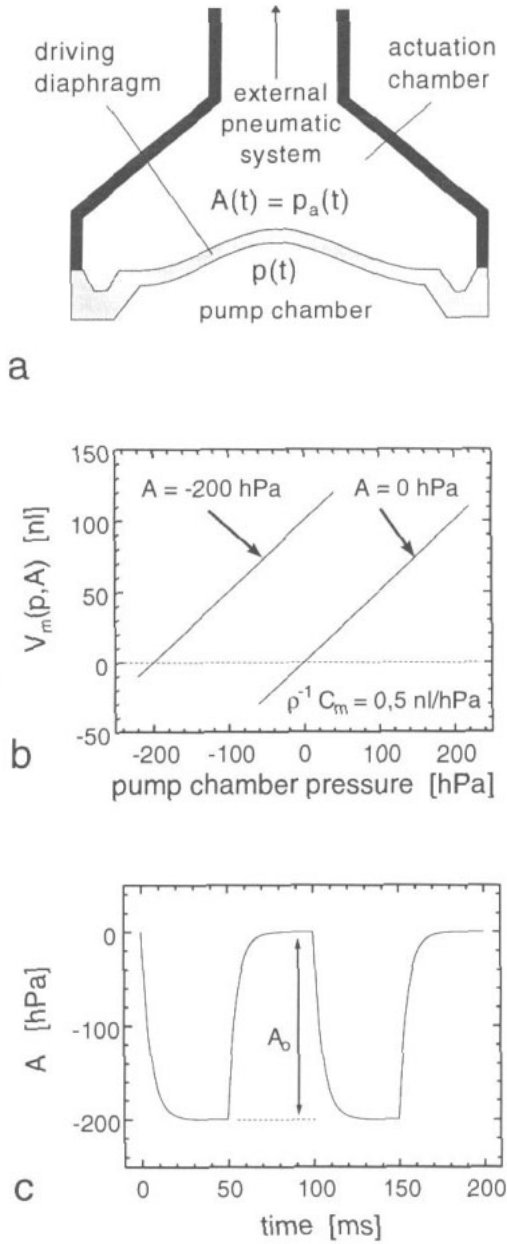 driving
diaphragm
actuation
chamber
external
pneumatic
system
A(t) = pₐ(t)
p(t)
pump chamber
a
150
100
50
0
-50
Vₘ(p,A) [nl]
A = -200 hPa
A = 0 hPa
ρ⁻¹ Cₘ = 0,5 nl/hPa
-200 -100 0 100 200
pump chamber pressure [hPa]
b
0
-100
-200
A [hPa]
A₀
0 50 100 150 200
time [ms]
c